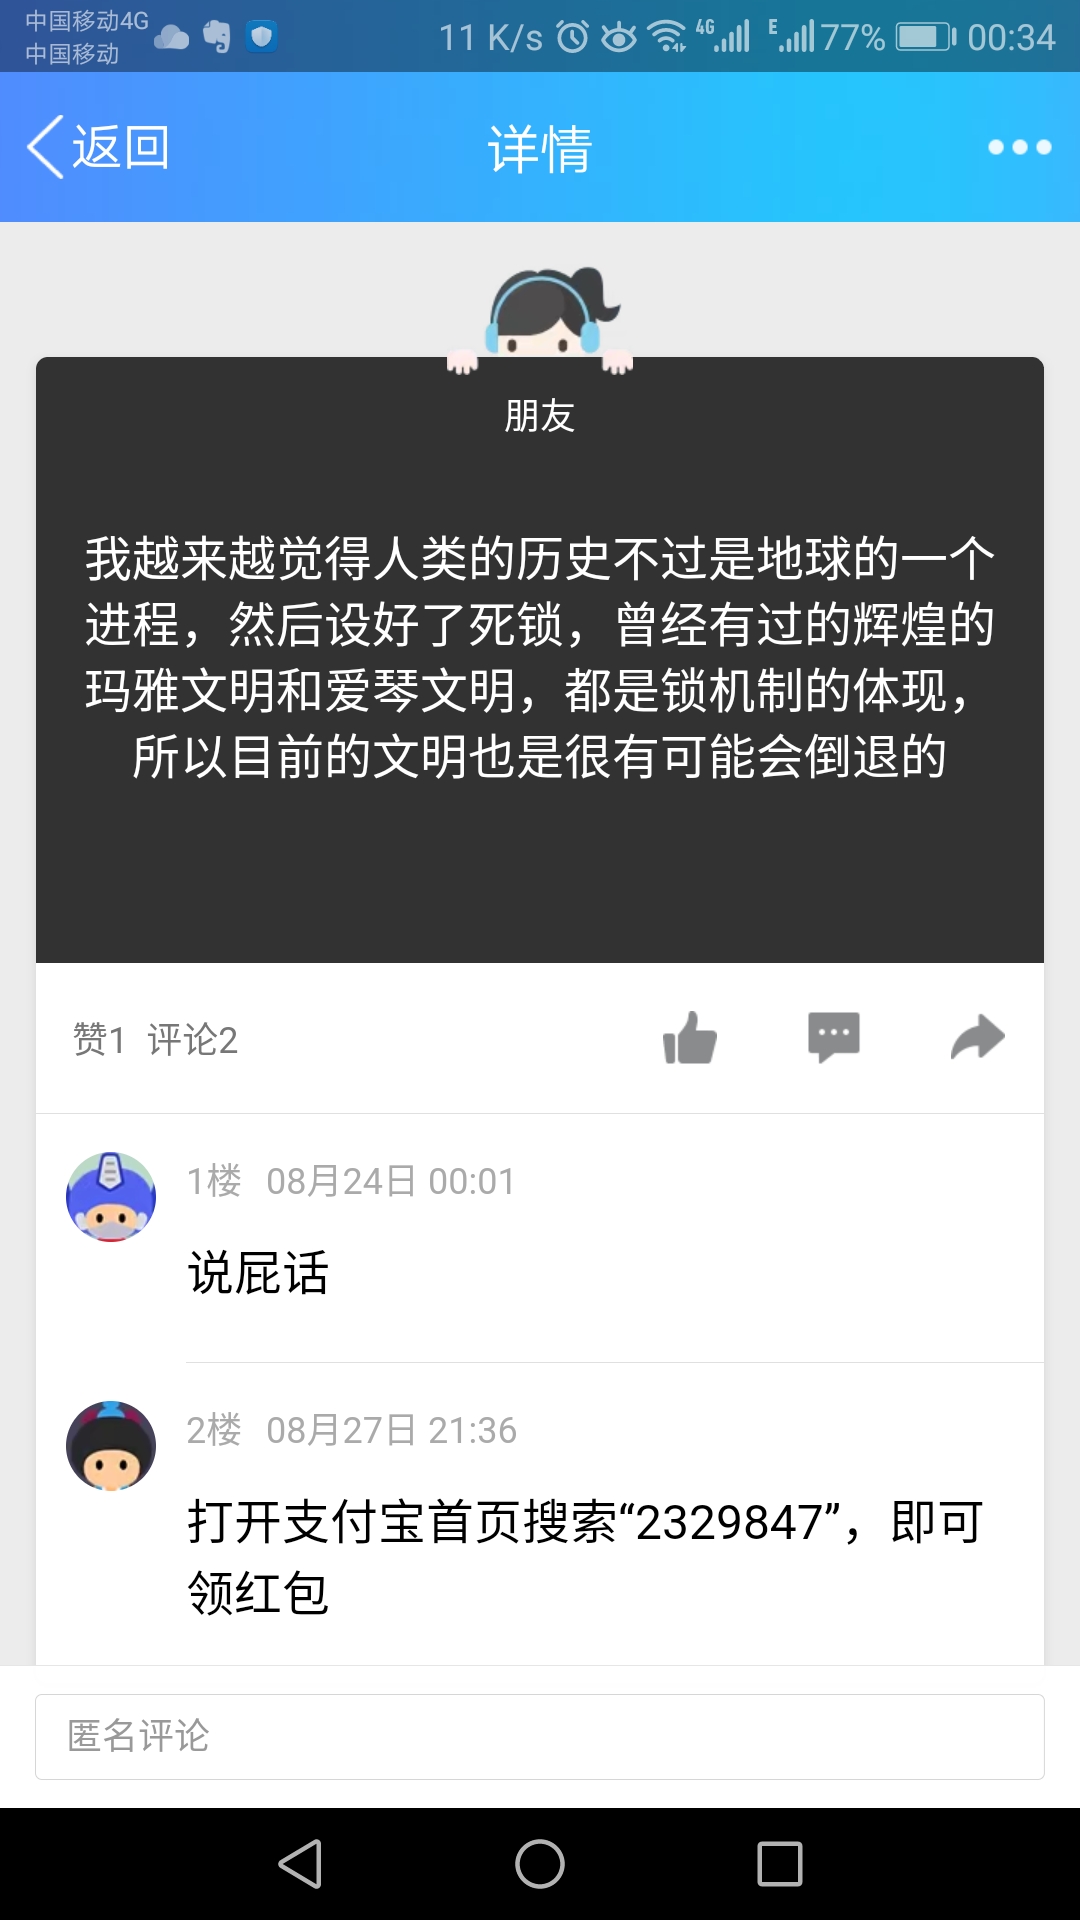 中国移动4G
中国移动
11 K/s 4G E 77% 00:34
返回 详情
朋友
我越来越觉得人类的历史不过是地球的一个
进程，然后设好了死锁，曾经有过的辉煌的
玛雅文明和爱琴文明，都是锁机制的体现，
所以目前的文明也是很有可能会倒退的
赞1 评论2
1楼 08月24日 00:01
说屁话
2楼 08月27日 21:36
打开支付宝首页搜索“2329847”，即可
领红包
匿名评论